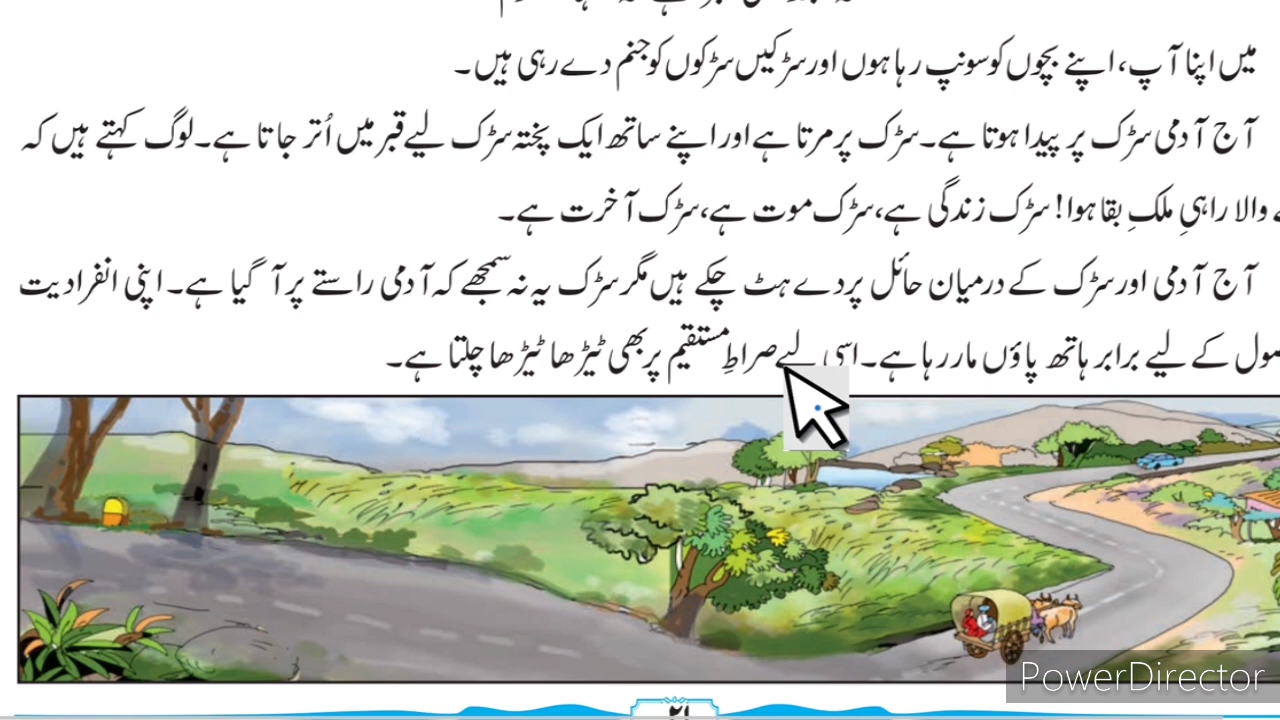 میں اپنا آپ، اپنے بچوں کو سونپ رہا ہوں اور سڑکیں سڑکوں کو جنم دے رہی ہیں۔
آج آدمی سڑک پر پیدا ہوتا ہے۔ سڑک پر مرتا ہے اور اپنے ساتھ ایک پختہ سڑک لیے قبر میں اُتر جاتا ہے۔ لوگ کہتے ہیں کہ
والا راہیِ ملکِ بقا ہوا! سڑک زندگی ہے، سڑک موت ہے، سڑک آخرت ہے۔
آج آدمی اور سڑک کے درمیان حائل پردے ہٹ چکے ہیں مگر سڑک یہ نہ سمجھے کہ آدمی راستے پر آ گیا ہے۔ اپنی انفرادیت
کے لیے برابر ہاتھ پاؤں مار رہا ہے۔ اسی لیے صراطِ مستقیم پر بھی ٹیڑھا ٹیڑھا چلتا ہے۔
PowerDirector
۲۱